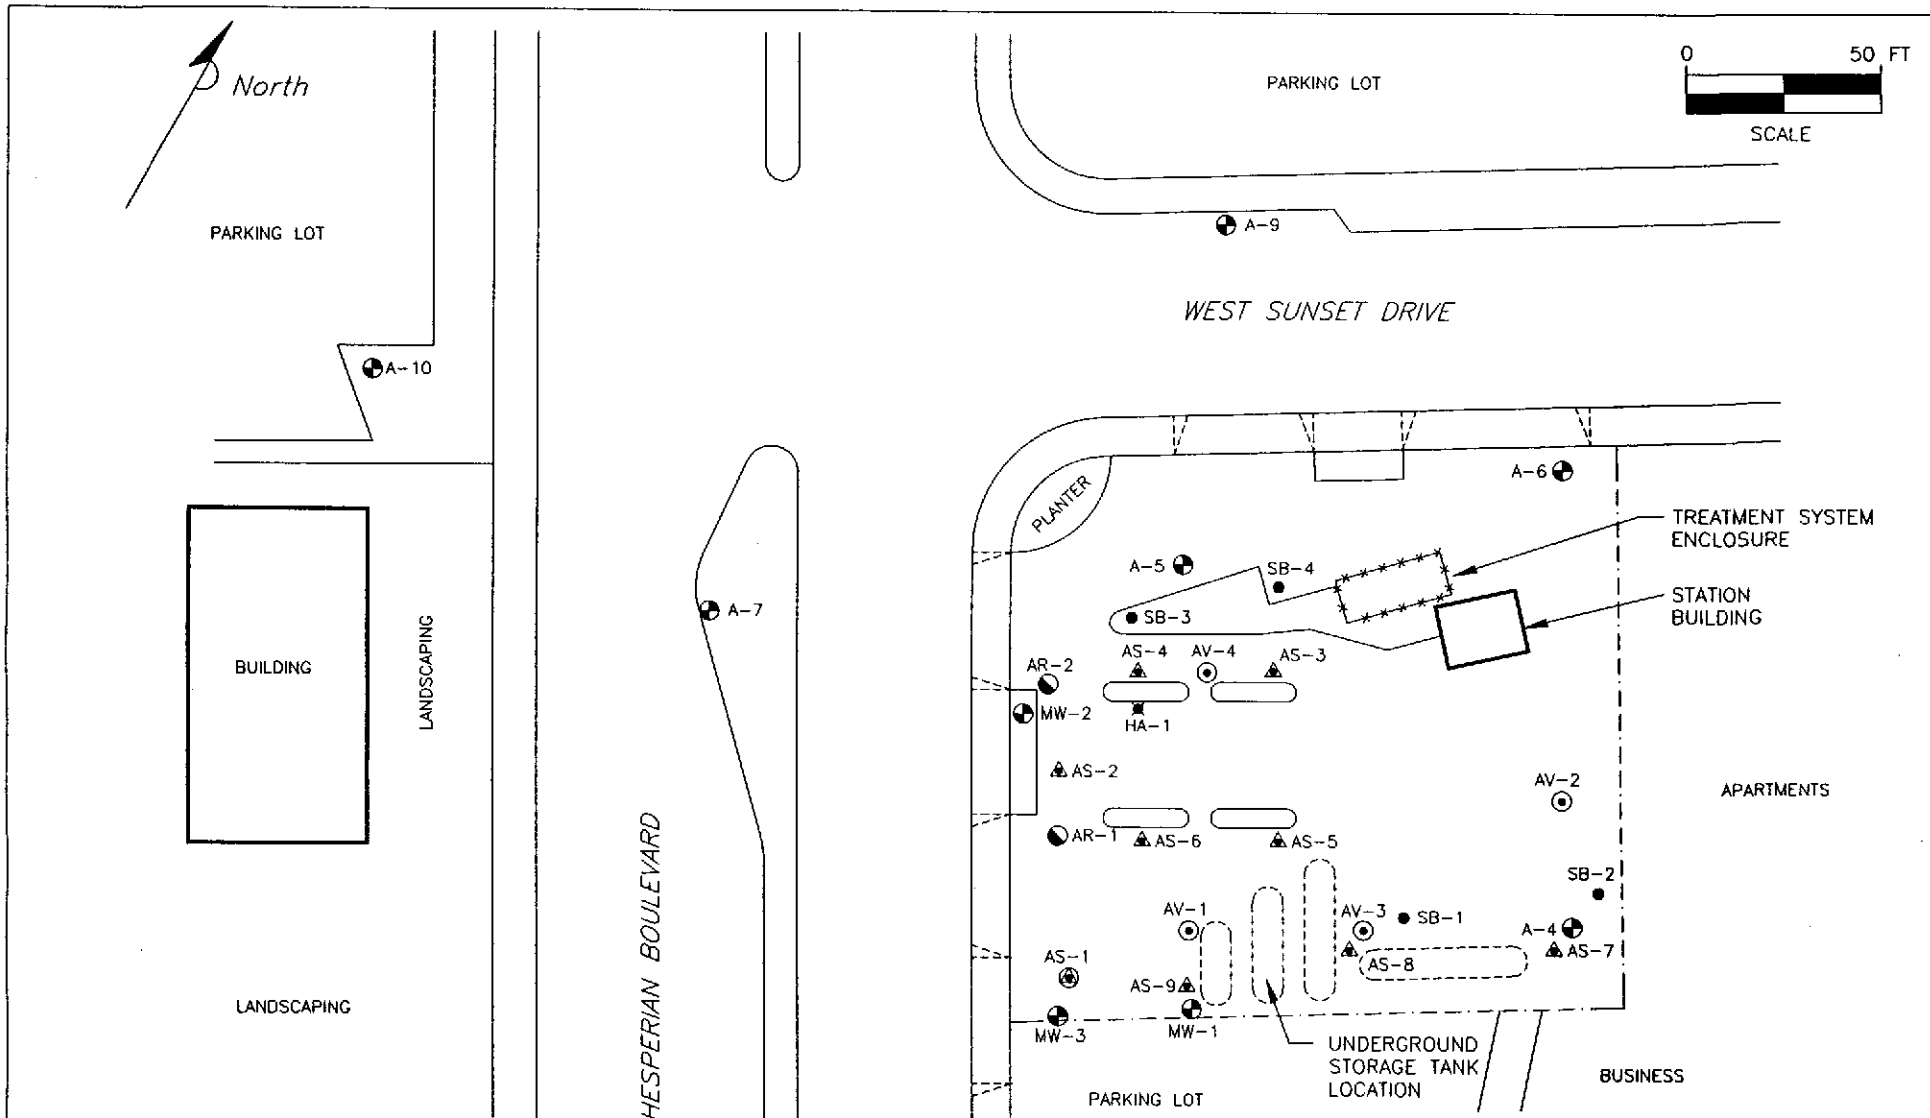 North
PARKING LOT
0 50 FT
SCALE
PARKING LOT
A-9
WEST SUNSET DRIVE
A-10
A-6
PLANTER
TREATMENT SYSTEM
ENCLOSURE
A-5
SB-4
STATION
BUILDING
A-7
SB-3
BUILDING
LANDSCAPING
AR-2
AS-4
AV-4
AS-3
MW-2
HA-1
AS-2
AV-2
APARTMENTS
HESPERIAN BOULEVARD
AR-1
AS-6
AS-5
SB-2
AV-1
AV-3
SB-1
A-4
AS-7
AS-8
AS-1
AS-9
LANDSCAPING
MW-3
MW-1
UNDERGROUND
STORAGE TANK
LOCATION
BUSINESS
PARKING LOT